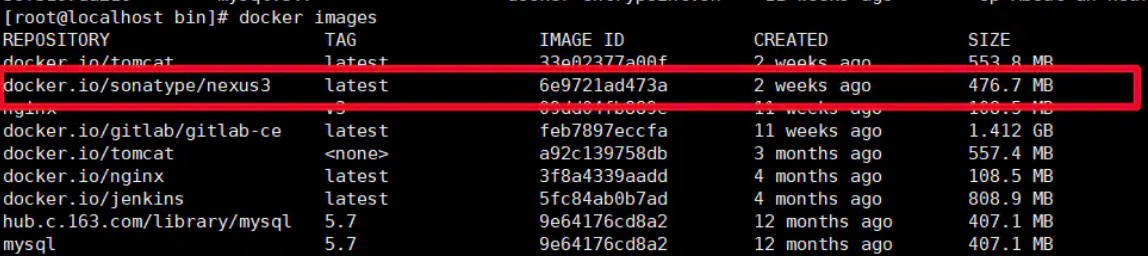 [root@localhost bin]# docker images
REPOSITORY TAG IMAGE ID CREATED SIZE
docker.io/tomcat latest 33e02377a00f 2 weeks ago 553.8 MB
docker.io/sonatype/nexus3 latest 6e9721ad473a 2 weeks ago 476.7 MB
nginx v3 11 weeks ago 108.5 MB
docker.io/gitlab/gitlab-ce latest feb7897eccfa 11 weeks ago 1.412 GB
docker.io/tomcat <none> a92c139758db 3 months ago 557.4 MB
docker.io/nginx latest 3f8a4339aadd 4 months ago 108.5 MB
docker.io/jenkins latest 5fc84ab0b7ad 4 months ago 808.9 MB
hub.c.163.com/library/mysql 5.7 9e64176cd8a2 12 months ago 407.1 MB
mysql 5.7 9e64176cd8a2 12 months ago 407.1 MB